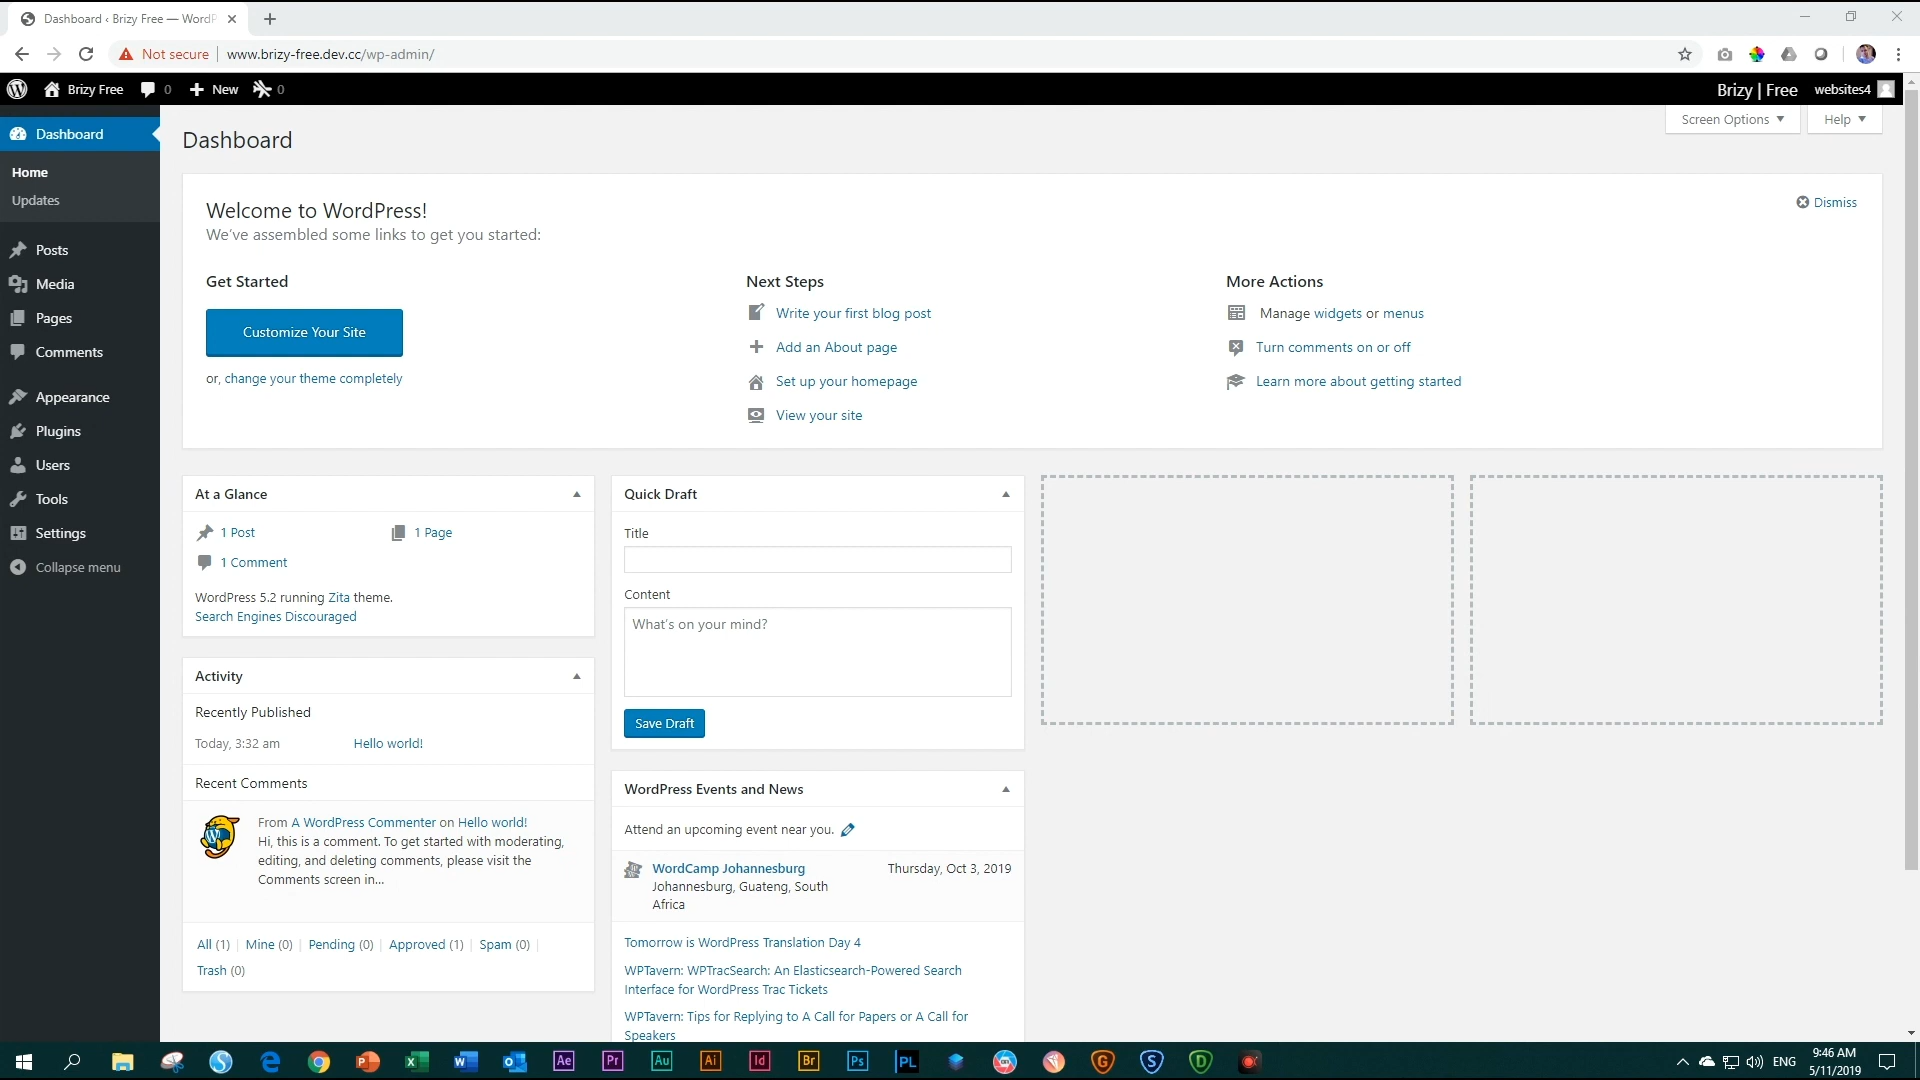 Dashboard ‹ Brizy Free — WordP
Not secure
www.brizy-free.dev.cc/wp-admin/
Brizy Free
0
New
0
Brizy | Free
websites4
Dashboard
Home
Updates
Posts
Media
Pages
Comments
Appearance
Plugins
Users
Tools
Settings
Collapse menu
Screen Options
Help
Dashboard
Welcome to WordPress!
We've assembled some links to get you started:
Dismiss
Get Started
Customize Your Site
or, change your theme completely
Next Steps
Write your first blog post
Add an About page
Set up your homepage
View your site
More Actions
Manage widgets or menus
Turn comments on or off
Learn more about getting started
At a Glance
1 Post
1 Page
1 Comment
WordPress 5.2 running Zita theme.
Search Engines Discouraged
Activity
Recently Published
Today, 3:32 am
Hello world!
Recent Comments
From A WordPress Commenter on Hello world!
Hi, this is a comment. To get started with moderating,
editing, and deleting comments, please visit the
Comments screen in…
All (1) | Mine (0) | Pending (0) | Approved (1) | Spam (0) |
Trash (0)
Quick Draft
Title
Content
What's on your mind?
Save Draft
WordPress Events and News
Attend an upcoming event near you.
WordCamp Johannesburg
Thursday, Oct 3, 2019
Johannesburg, Guateng, South
Africa
Tomorrow is WordPress Translation Day 4
WPTavern: WPTracSearch: An Elasticsearch-Powered Search
Interface for WordPress Trac Tickets
WPTavern: Tips for Replying to A Call for Papers or A Call for
Speakers
Ae
Pr
Au
Ai
Id
Br
Ps
PL
G
S
D
ENG
9:46 AM
5/11/2019